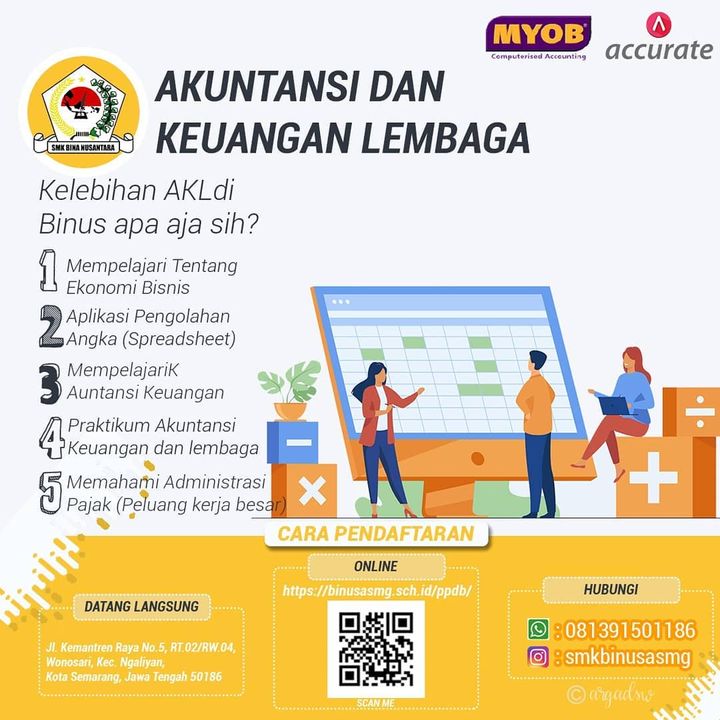 MYOB
Computerised Accounting
accurate
SMK BINA NUSANTARA
AKUNTANSI DAN
KEUANGAN LEMBAGA
Kelebihan AKLdi
Binus apa aja sih?
1 Mempelajari Tentang
Ekonomi Bisnis
2 Aplikasi Pengolahan
Angka (Spreadsheet)
3 MempelajariK
Auntansi Keuangan
4 Praktikum Akuntansi
Keuangan dan lembaga
5 Memahami Administrasi
Pajak (Peluang kerja besar)
CARA PENDAFTARAN
DATANG LANGSUNG
Jl. Kemantren Raya No.5, RT.02/RW.04,
Wonosari, Kec. Ngaliyan,
Kota Semarang, Jawa Tengah 50186
ONLINE
https://binusasmg.sch.id/ppdb/
SCAN ME
HUBUNGI
: 081391501186
: smkbinusasmg
© argadsw